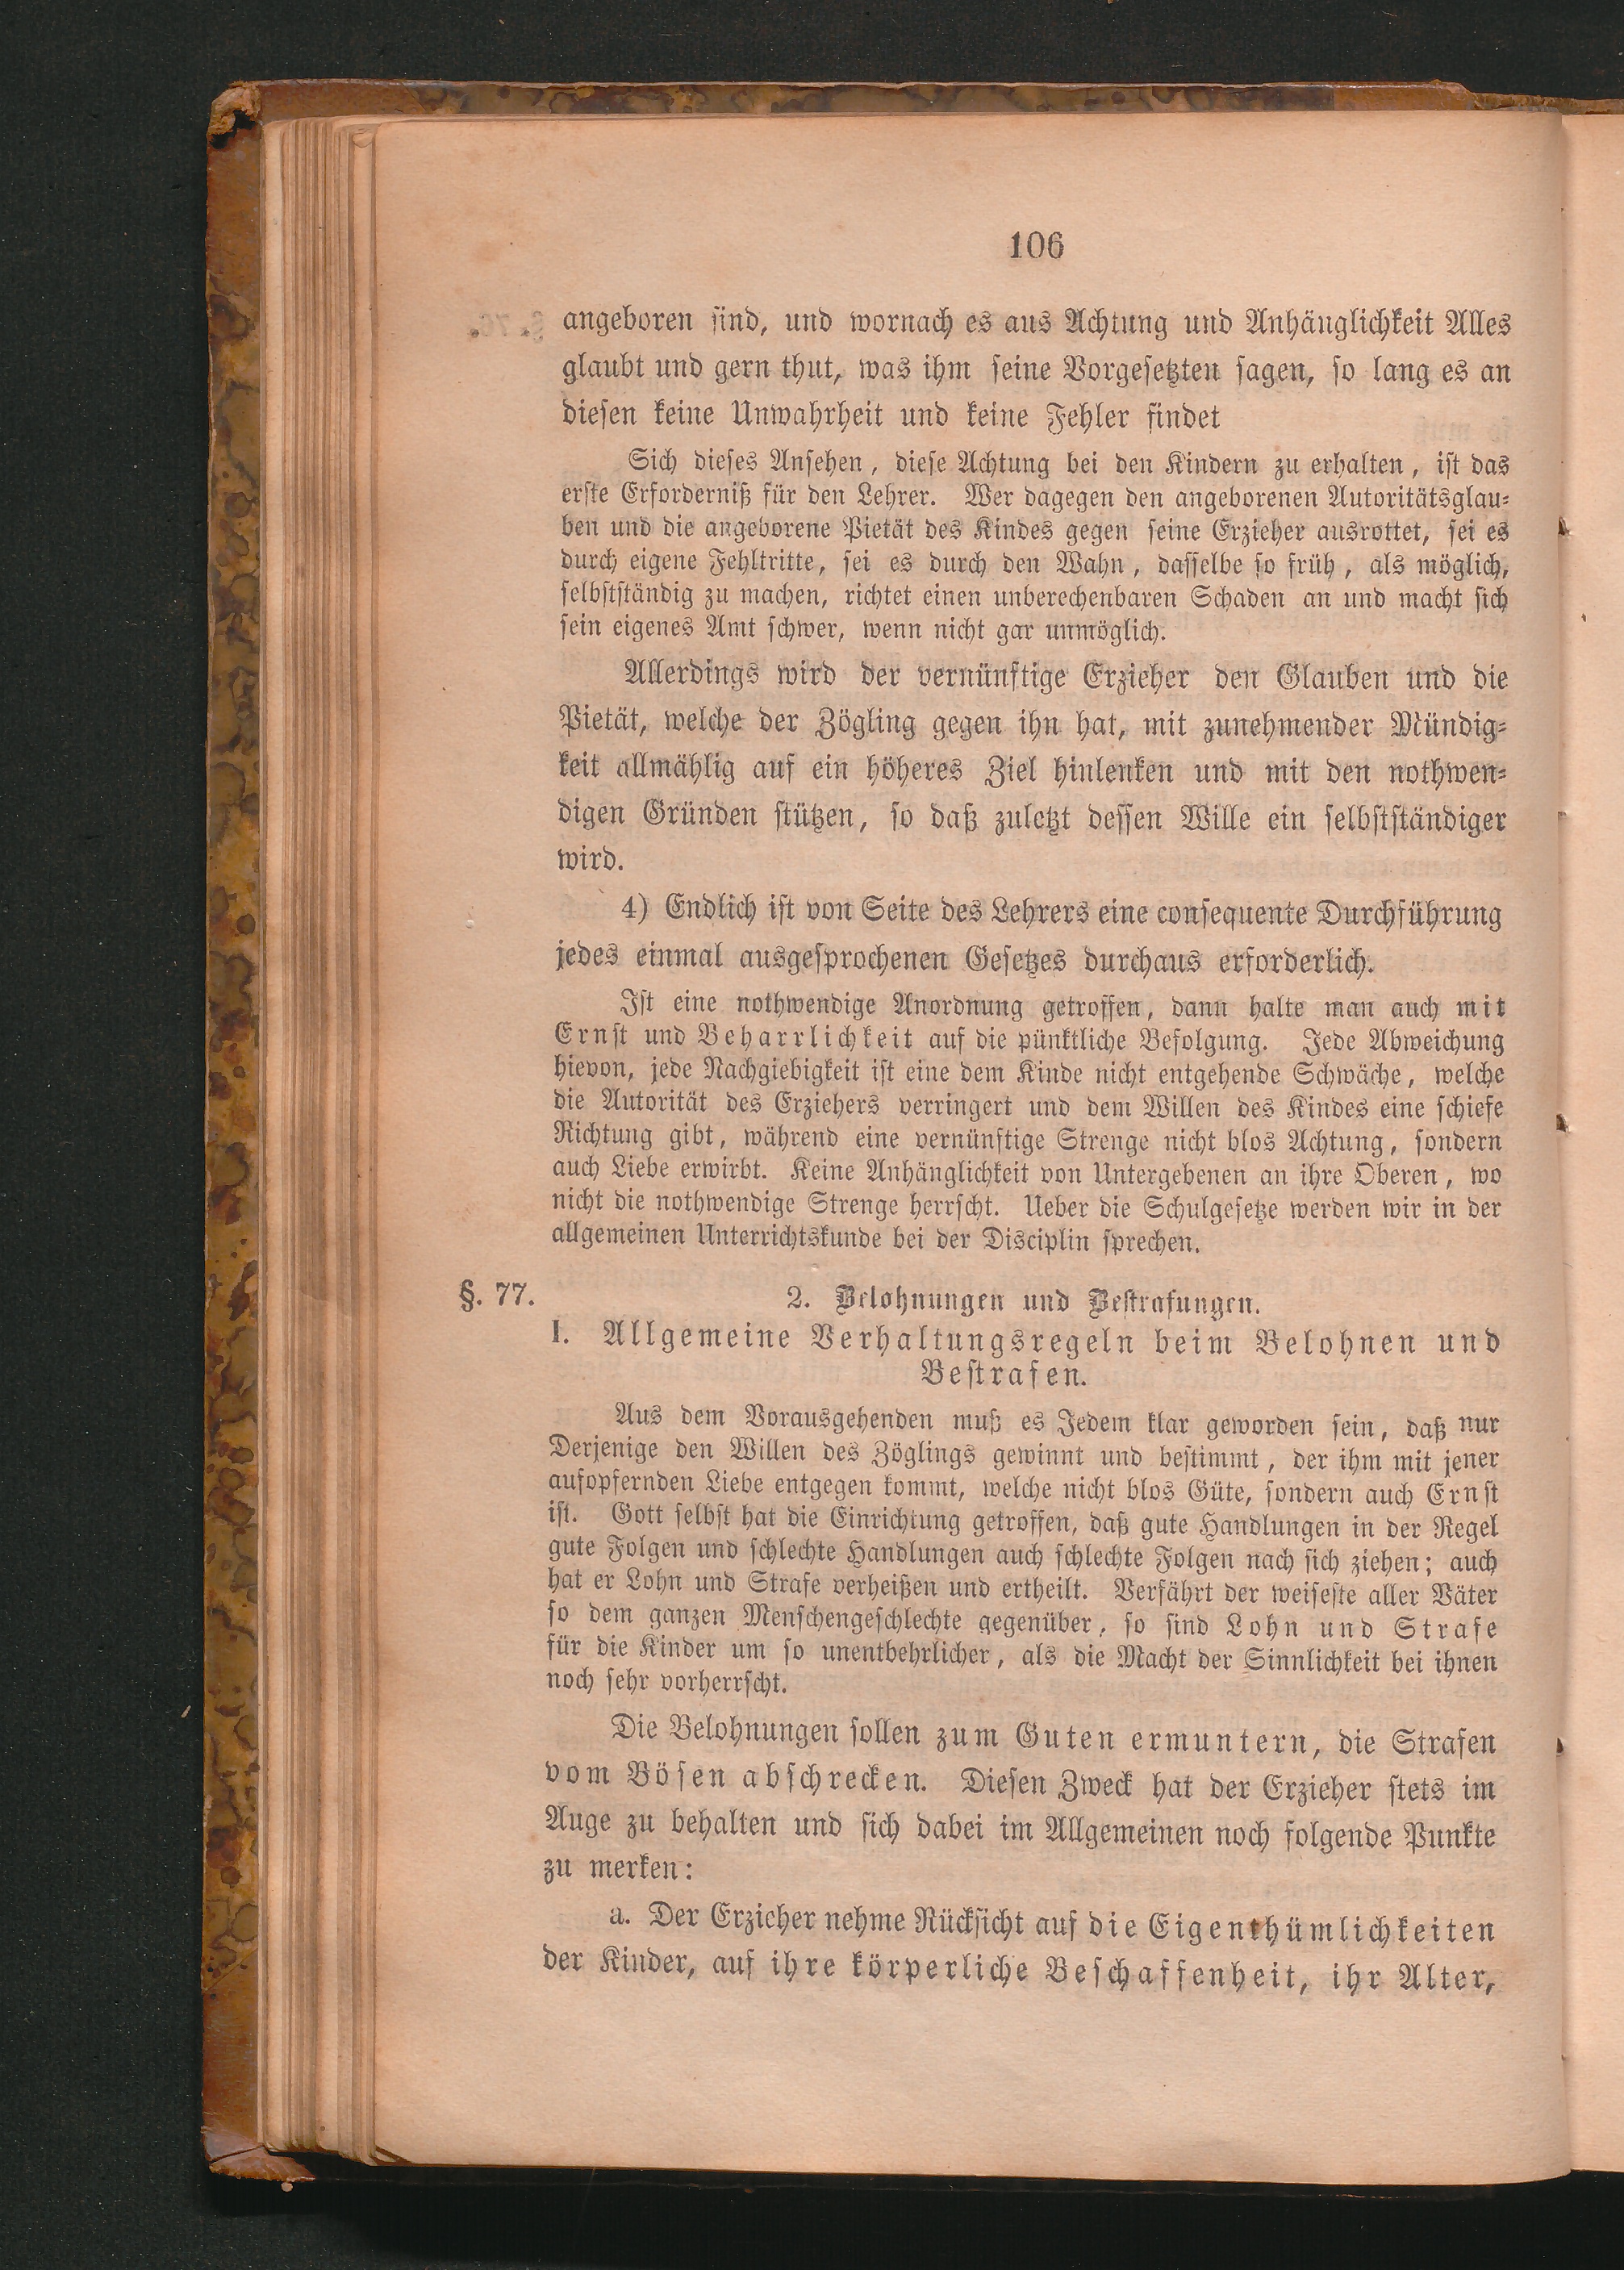 106
angeboren sind, und wornach es aus Achtung und Anhänglichkeit Alles
glaubt und gern thut, was ihm seine Vorgesetzten sagen, so lang es an
diesen keine Unwahrheit und keine Fehler findet
Sich dieses Ansehen, diese Achtung bei den Kindern zu erhalten, ist das
erste Erforderniß für den Lehrer. Wer dagegen den angeborenen Autoritätsglau-
ben und die angeborene Pietät des Kindes gegen seine Erzieher ausrottet, sei es
durch eigene Fehltritte, sei es durch den Wahn, dasselbe so früh, als möglich,
selbstständig zu machen, richtet einen unberechenbaren Schaden an und macht sich
sein eigenes Amt schwer, wenn nicht gar unmöglich.
Allerdings wird der vernünftige Erzieher den Glauben und die
Pietät, welche der Zögling gegen ihn hat, mit zunehmender Mündig-
keit allmählig auf ein höheres Ziel hinlenken und mit den nothwen-
digen Gründen stützen, so daß zuletzt dessen Wille ein selbstständiger
wird.
4) Endlich ist von Seite des Lehrers eine consequente Durchführung
jedes einmal ausgesprochenen Gesetzes durchaus erforderlich.
Ist eine nothwendige Anordnung getroffen, dann halte man auch mit
Ernst und Beharrlichkeit auf die pünktliche Befolgung. Jede Abweichung
hievon, jede Nachgiebigkeit ist eine dem Kinde nicht entgehende Schwäche, welche
die Autorität des Erziehers verringert und dem Willen des Kindes eine schiefe
Richtung gibt, während eine vernünftige Strenge nicht blos Achtung, sondern
auch Liebe erwirbt. Keine Anhänglichkeit von Untergebenen an ihre Oberen, wo
nicht die nothwendige Strenge herrscht. Ueber die Schulgesetze werden wir in der
allgemeinen Unterrichtskunde bei der Disciplin sprechen.
§. 77. 2. Belohnungen und Bestrafungen.
I. Allgemeine Verhaltungsregeln beim Belohnen und
Bestrafen.
Aus dem Vorausgehenden muß es Jedem klar geworden sein, daß nur
Derjenige den Willen des Zöglings gewinnt und bestimmt, der ihm mit jener
aufopfernden Liebe entgegen kommt, welche nicht blos Güte, sondern auch Ernst
ist. Gott selbst hat die Einrichtung getroffen, daß gute Handlungen in der Regel
gute Folgen und schlechte Handlungen auch schlechte Folgen nach sich ziehen; auch
hat er Lohn und Strafe verheißen und ertheilt. Verfährt der weiseste aller Väter
so dem ganzen Menschengeschlechte gegenüber, so sind Lohn und Strafe
für die Kinder um so unentbehrlicher, als die Macht der Sinnlichkeit bei ihnen
noch sehr vorherrscht.
Die Belohnungen sollen zum Guten ermuntern, die Strafen
vom Bösen abschrecken. Diesen Zweck hat der Erzieher stets im
Auge zu behalten und sich dabei im Allgemeinen noch folgende Punkte
zu merken:
a. Der Erzieher nehme Rücksicht auf die Eigenthümlichkeiten
der Kinder, auf ihre körperliche Beschaffenheit, ihr Alter,